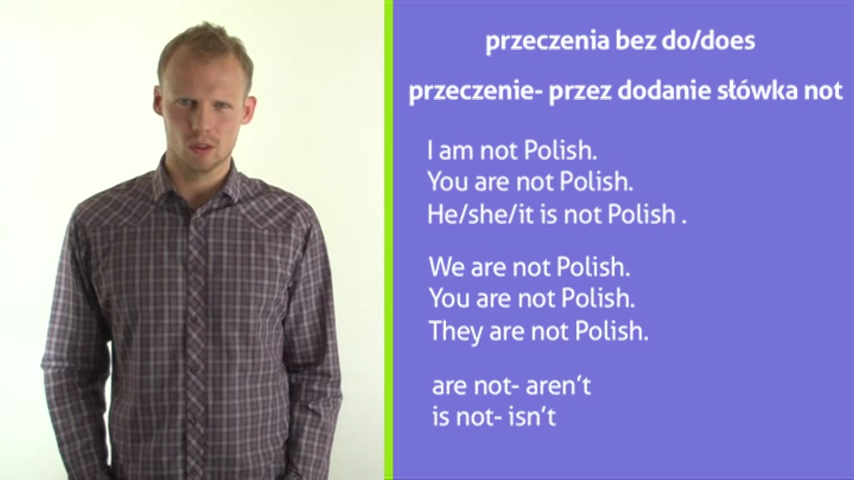 przeczenia bez do/does
przeczenie- przez dodanie słówka not
I am not Polish.
You are not Polish.
He/she/it is not Polish .
We are not Polish.
You are not Polish.
They are not Polish.
are not- aren't
is not- isn't